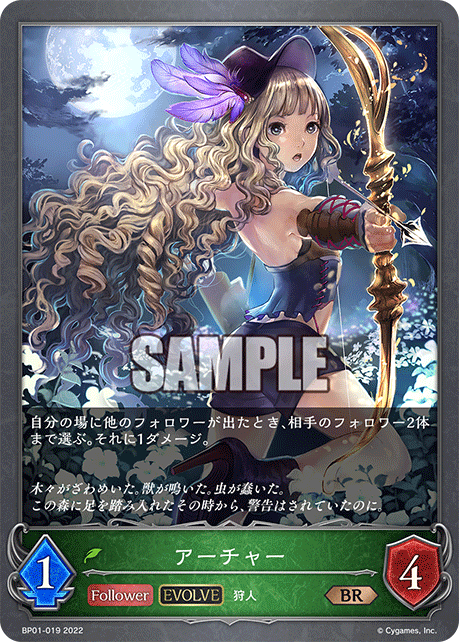 SAMPLE
自分の場に他のフォロワーが出たとき、相手のフォロワー2体
まで選ぶ。それに1ダメージ。
木々がざわめいた。獣が鳴いた。虫が蠢いた。
この森に足を踏み入れたその時から、警告はされていたのに。
アーチャー
1
Follower EVOLVE 狩人 BR
4
BP01-019 2022 © Cygames, Inc.